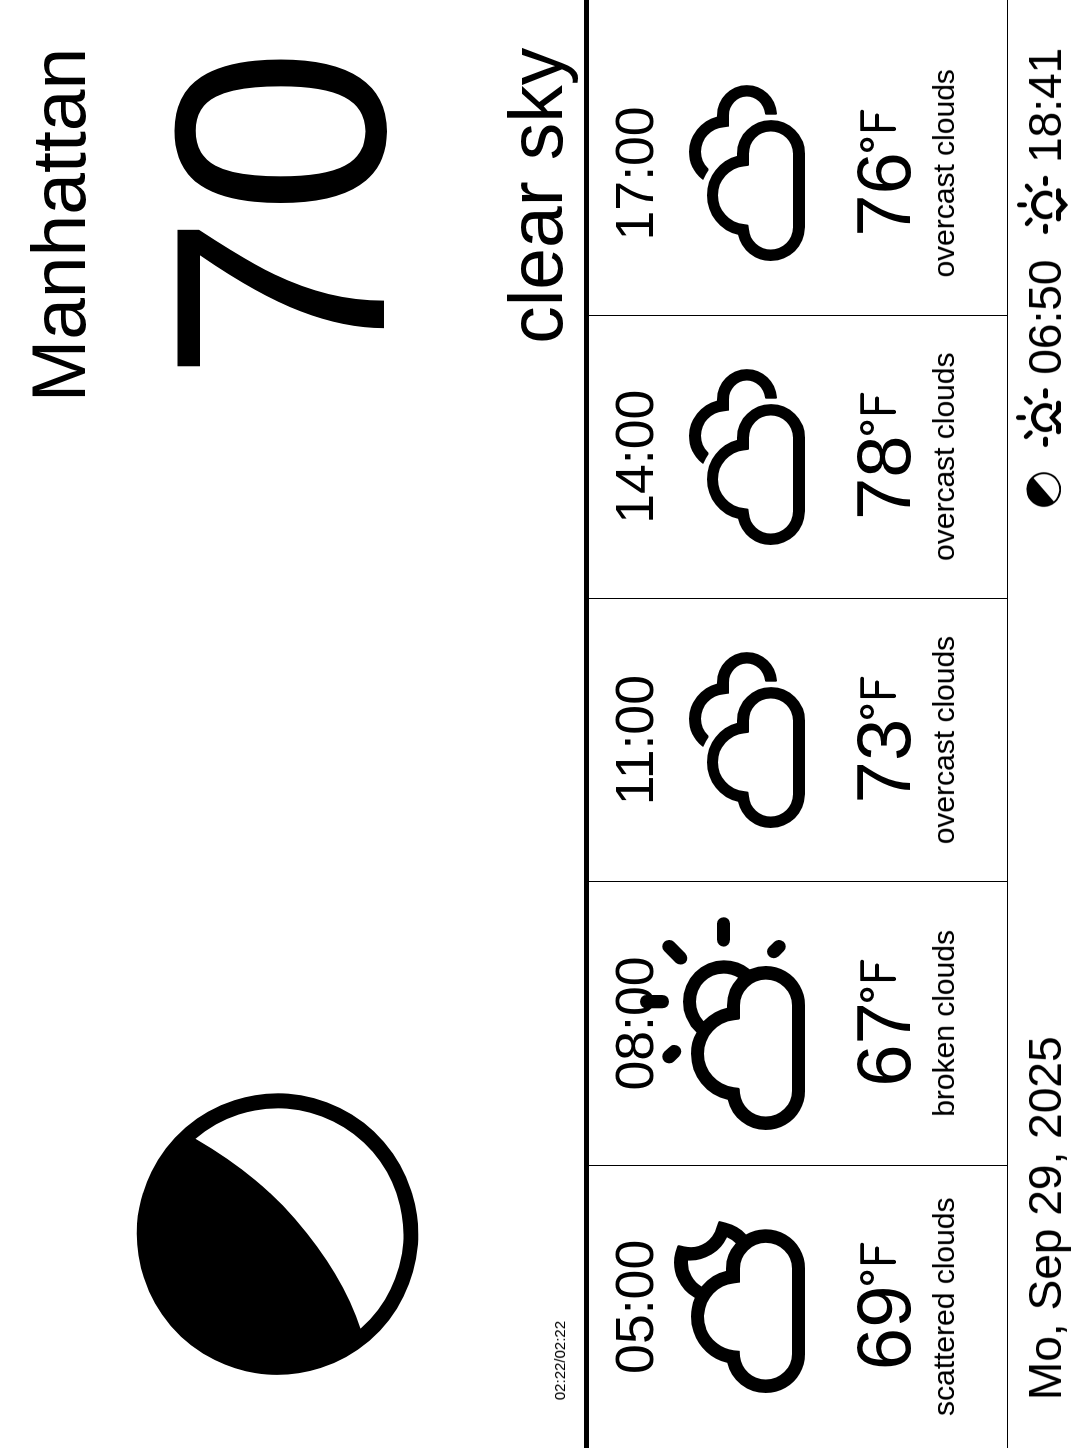 Manhattan
70
clear sky
02:22/02:22
05:00 08:00 11:00 14:00 17:00
69°F 67°F 73°F 78°F 76°F
scattered clouds broken clouds overcast clouds overcast clouds overcast clouds
Mo, Sep 29, 2025 06:50 18:41